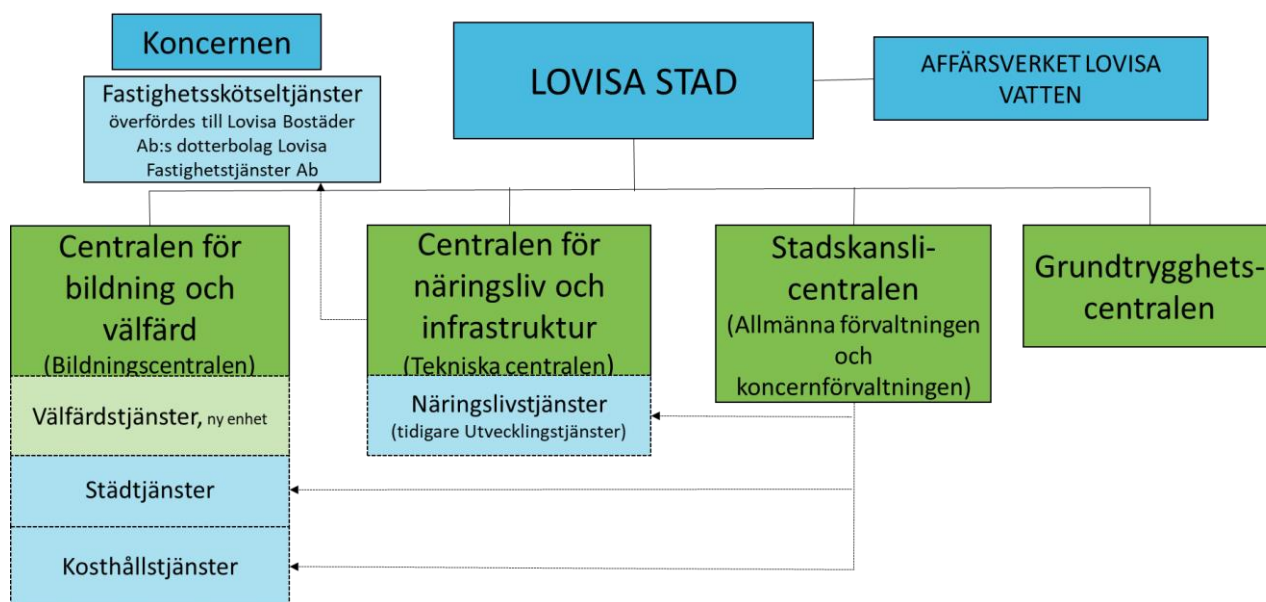 Koncernen
Fastighetsskötseltjänster
överfördes till Lovisa Bostäder
Ab:s dotterbolag Lovisa
Fastighetstjänster Ab
LOVISA STAD
AFFÄRSVERKET LOVISA
VATTEN
Centralen för
bildning och
välfärd
(Bildningscentralen)
Välfärdstjänster, ny enhet
Städtjänster
Kosthållstjänster
Centralen för
näringsliv och
infrastruktur
(Tekniska centralen)
Näringslivstjänster
(tidigare Utvecklingstjänster)
Stadskansli-
centralen
(Allmänna förvaltningen
och
koncernförvaltningen)
Grundtrygghets-
centralen